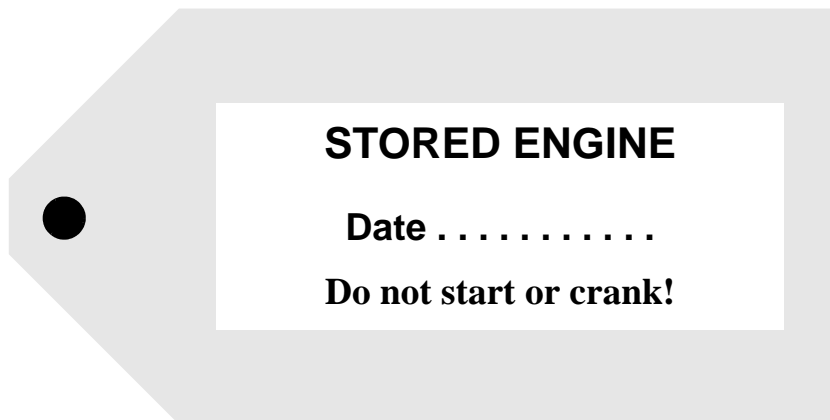 STORED ENGINE
Date . . . . . . . . . . .
Do not start or crank!